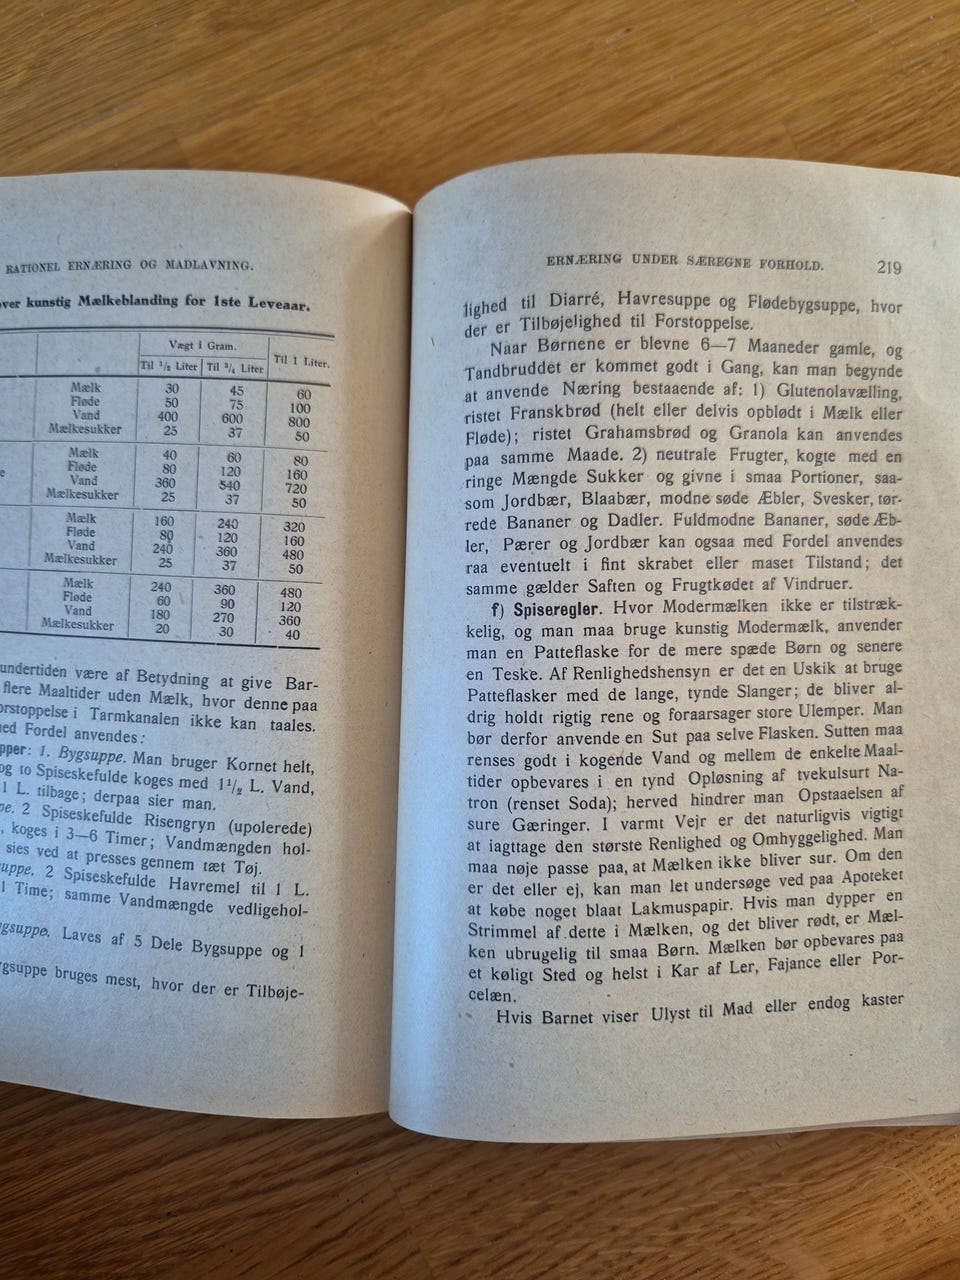 RATIONEL ERNÆRING OG MADLAVNING.
over kunstig Mælkeblanding for 1ste Leveaar.
Vægt i Gram.
Til 1/2 Liter Til 3/4 Liter Til 1 Liter.
Mælk 30 45 60
Fløde 50 75 100
Vand 400 600 800
Mælkesukker 25 37 50
Mælk 40 60 80
Fløde 80 120 160
Vand 360 540 720
Mælkesukker 25 37 50
Mælk 160 240 320
Fløde 80 120 160
Vand 240 360 480
Mælkesukker 25 37 50
Mælk 240 360 480
Fløde 60 90 120
Vand 180 270 360
Mælkesukker 20 30 40
undertiden være af Betydning at give Bar-
flere Maaltider uden Mælk, hvor denne paa
orstoppelse i Tarmkanalen ikke kan taales.
ed Fordel anvendes:
pper: 1. Bygsuppe. Man bruger Kornet helt,
og to Spiseskefulde koges med 1 1/2 L. Vand,
1 L. tilbage; derpaa sier man.
pe. 2 Spiseskefulde Risengryn (upolerede)
, koges i 3—6 Timer; Vandmængden hol-
sies ved at presses gennem tæt Tøj.
suppe. 2 Spiseskefulde Havremel til 1 L.
1 Time; samme Vandmængde vedligehol-
gsuppe. Laves af 5 Dele Bygsuppe og 1
gsuppe bruges mest, hvor der er Tilbøje-
ERNÆRING UNDER SÆREGNE FORHOLD. 219
lighed til Diarré, Havresuppe og Flødebygsuppe, hvor
der er Tilbøjelighed til Forstoppelse.
Naar Børnene er blevne 6—7 Maaneder gamle, og
Tandbruddet er kommet godt i Gang, kan man begynde
at anvende Næring bestaaende af: 1) Glutenolavælling,
ristet Franskbrød (helt eller delvis opblødt i Mælk eller
Fløde); ristet Grahamsbrød og Granola kan anvendes
paa samme Maade. 2) neutrale Frugter, kogte med en
ringe Mængde Sukker og givne i smaa Portioner, saa-
som Jordbær, Blaabær, modne søde Æbler, Svesker, tør-
rede Bananer og Dadler. Fuldmodne Bananer, søde Æb-
ler, Pærer og Jordbær kan ogsaa med Fordel anvendes
raa eventuelt i fint skrabet eller maset Tilstand; det
samme gælder Saften og Frugtkødet af Vindruer.
f) Spiseregler. Hvor Modermælken ikke er tilstræk-
kelig, og man maa bruge kunstig Modermælk, anvender
man en Patteflaske for de mere spæde Børn og senere
en Teske. Af Renlighedshensyn er det en Uskik at bruge
Patteflasker med de lange, tynde Slanger; de bliver al-
drig holdt rigtig rene og foraarsager store Ulemper. Man
bør derfor anvende en Sut paa selve Flasken. Sutten maa
renses godt i kogende Vand og mellem de enkelte Maal-
tider opbevares i en tynd Opløsning af tvekulsurt Na-
tron (renset Soda); herved hindrer man Opstaaelsen af
sure Gæringer. I varmt Vejr er det naturligvis vigtigt
at iagttage den største Renlighed og Omhyggelighed. Man
maa nøje passe paa, at Mælken ikke bliver sur. Om den
er det eller ej, kan man let undersøge ved paa Apoteket
at købe noget blaat Lakmuspapir. Hvis man dypper en
Strimmel af dette i Mælken, og det bliver rødt, er Mæl-
ken ubrugelig til smaa Børn. Mælken bør opbevares paa
et køligt Sted og helst i Kar af Ler, Fajance eller Por-
celæn.
Hvis Barnet viser Ulyst til Mad eller endog kaster